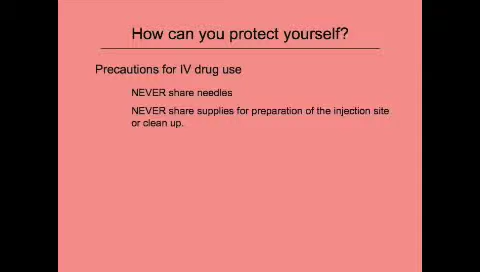 How can you protect yourself?
Precautions for IV drug use
NEVER share needles
NEVER share supplies for preparation of the injection site
or clean up.